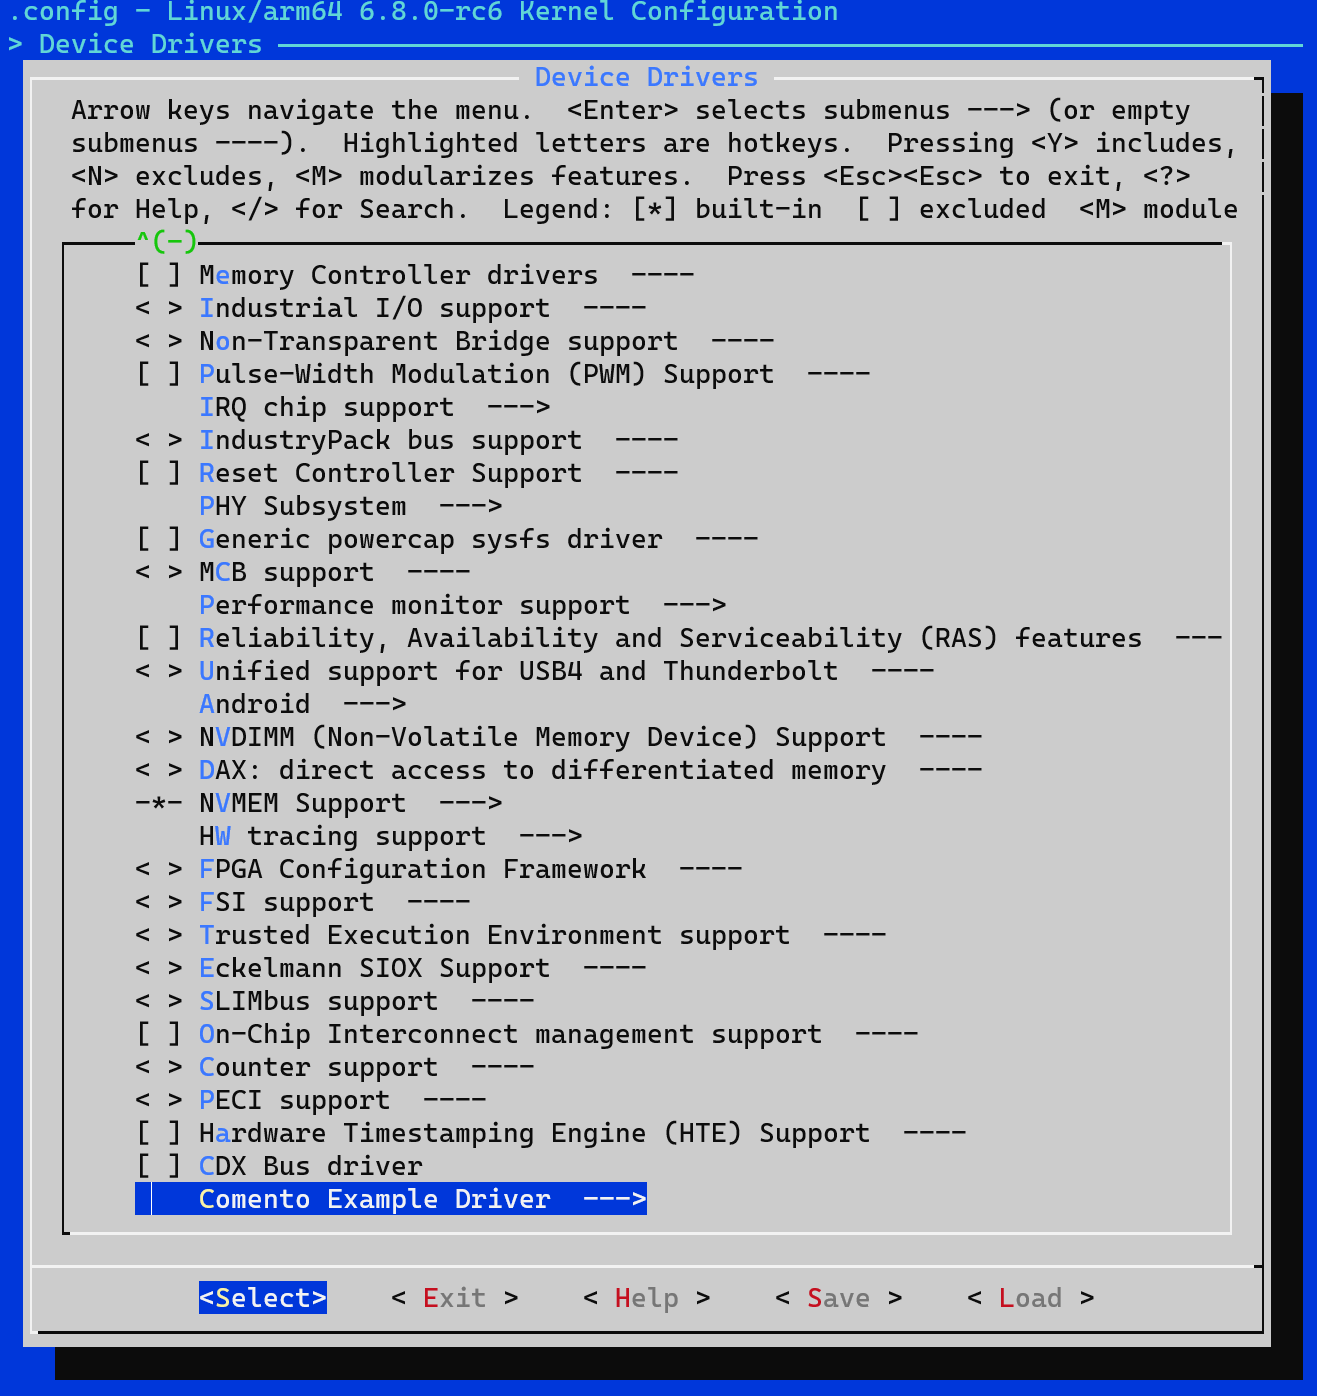 .config - Linux/arm64 6.8.0-rc6 Kernel Configuration
> Device Drivers
Device Drivers
Arrow keys navigate the menu.  <Enter> selects submenus ---> (or empty
submenus ----).  Highlighted letters are hotkeys.  Pressing <Y> includes,
<N> excludes, <M> modularizes features.  Press <Esc><Esc> to exit, <?>
for Help, </> for Search.  Legend: [*] built-in  [ ] excluded  <M> module
^(-)
[ ] Memory Controller drivers  ----
< > Industrial I/O support  ----
< > Non-Transparent Bridge support  ----
[ ] Pulse-Width Modulation (PWM) Support  ----
IRQ chip support  --->
< > IndustryPack bus support  ----
[ ] Reset Controller Support  ----
PHY Subsystem  --->
[ ] Generic powercap sysfs driver  ----
< > MCB support  ----
Performance monitor support  --->
[ ] Reliability, Availability and Serviceability (RAS) features  ---
< > Unified support for USB4 and Thunderbolt  ----
Android  --->
< > NVDIMM (Non-Volatile Memory Device) Support  ----
< > DAX: direct access to differentiated memory  ----
-*- NVMEM Support  --->
HW tracing support  --->
< > FPGA Configuration Framework  ----
< > FSI support  ----
< > Trusted Execution Environment support  ----
< > Eckelmann SIOX Support  ----
< > SLIMbus support  ----
[ ] On-Chip Interconnect management support  ----
< > Counter support  ----
< > PECI support  ----
[ ] Hardware Timestamping Engine (HTE) Support  ----
[ ] CDX Bus driver
Comento Example Driver  --->
<Select>    < Exit >    < Help >    < Save >    < Load >